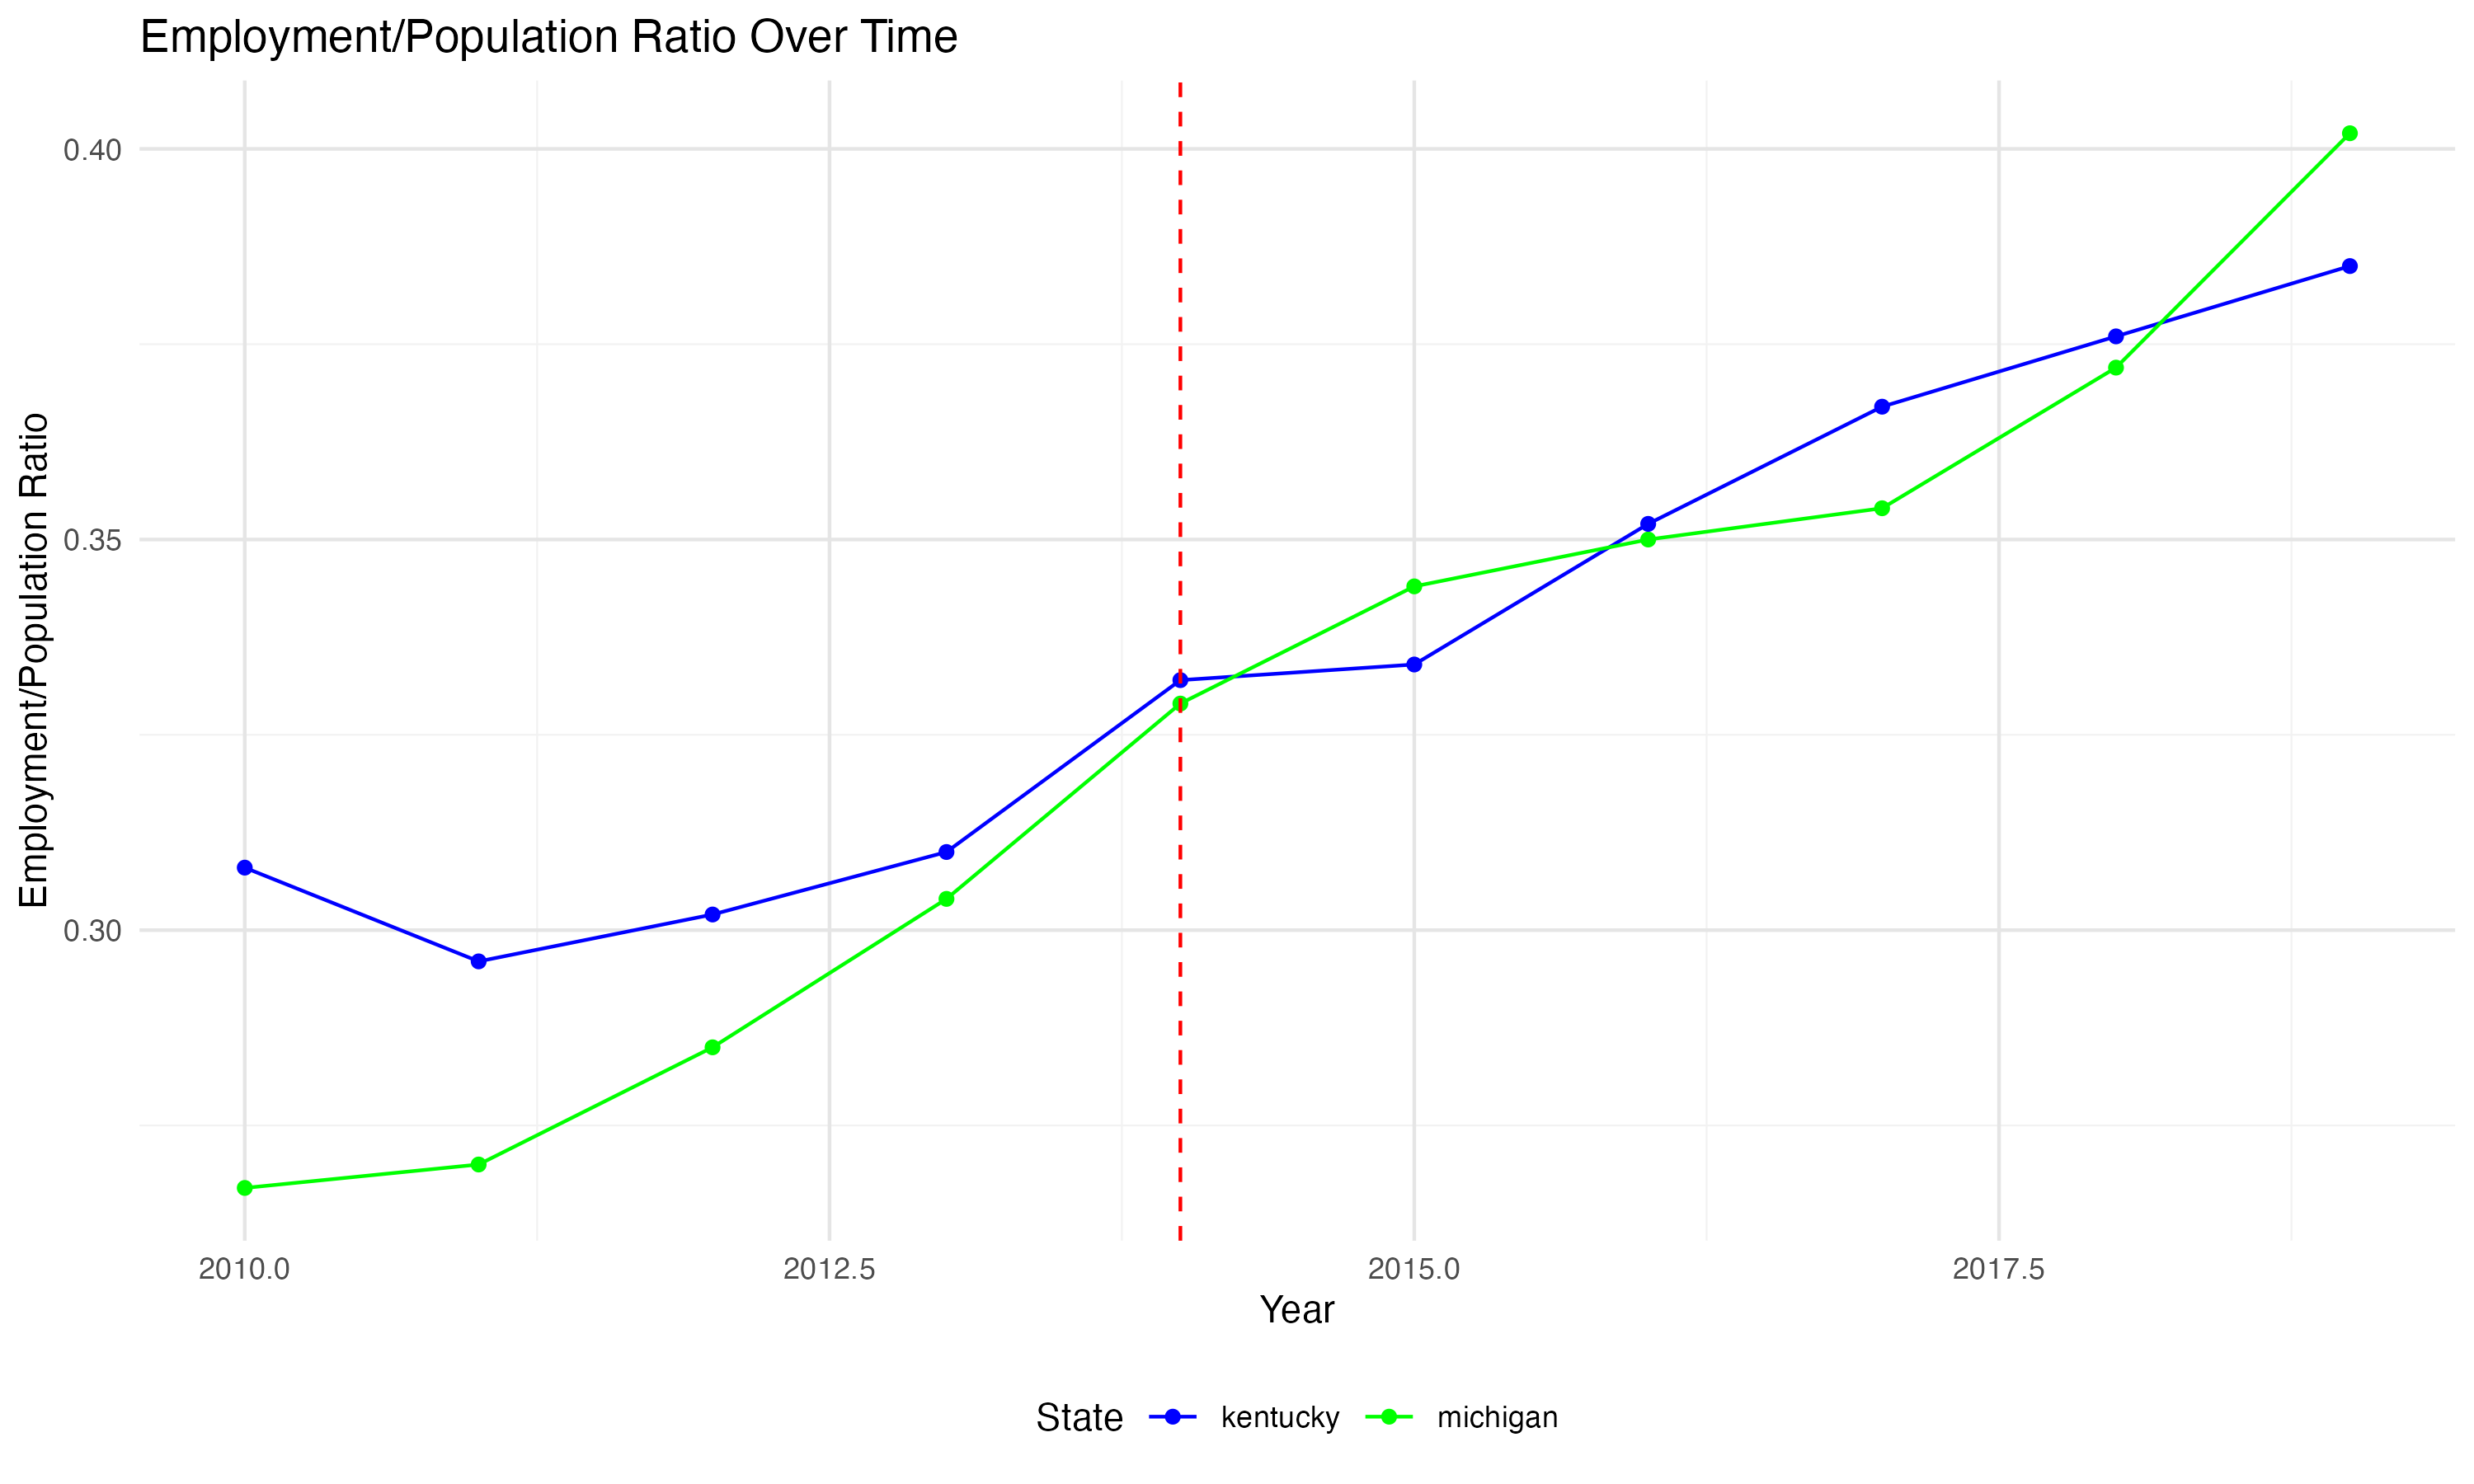 Employment/Population Ratio Over Time
Employment/Population Ratio
0.40
0.35
0.30
2010.0 2012.5 2015.0 2017.5
Year
State kentucky michigan